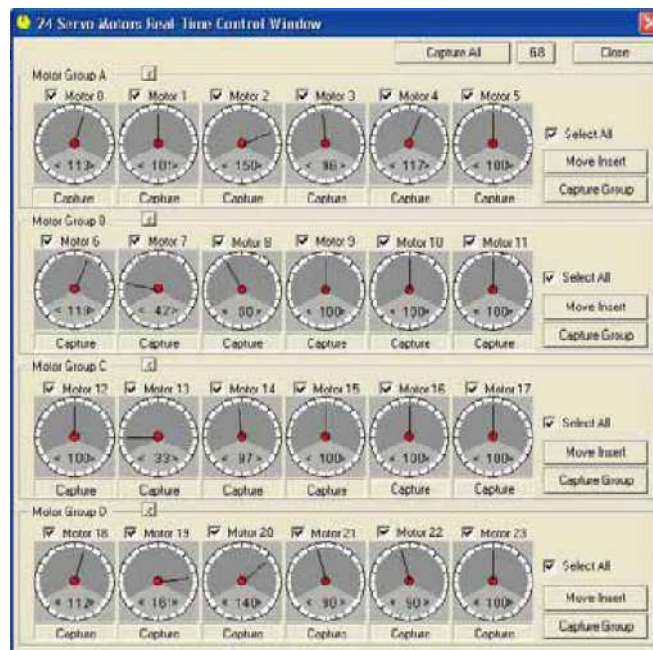 24 Servo Motors Real-Time Control Window
Capture All 68 Close
Motor Group A
Motor 0 Motor 1 Motor 2 Motor 3 Motor 4 Motor 5
Select All
< 113> < 101> < 150> < 96 > < 117> < 100>
Move Insert
Capture Capture Capture Capture Capture Capture
Capture Group
Motor Group B
Motor 6 Motor 7 Motor 8 Motor 9 Motor 10 Motor 11
Select All
< 119> < 42 > < 80 > < 100> < 100> < 100>
Move Insert
Capture Capture Capture Capture Capture Capture
Capture Group
Motor Group C
Motor 12 Motor 13 Motor 14 Motor 15 Motor 16 Motor 17
Select All
< 100> < 33 > < 97 > < 100> < 100> < 100>
Move Insert
Capture Capture Capture Capture Capture Capture
Capture Group
Motor Group D
Motor 18 Motor 19 Motor 20 Motor 21 Motor 22 Motor 23
Select All
< 112> < 161> < 140> < 90 > < 90 > < 100>
Move Insert
Capture Capture Capture Capture Capture Capture
Capture Group